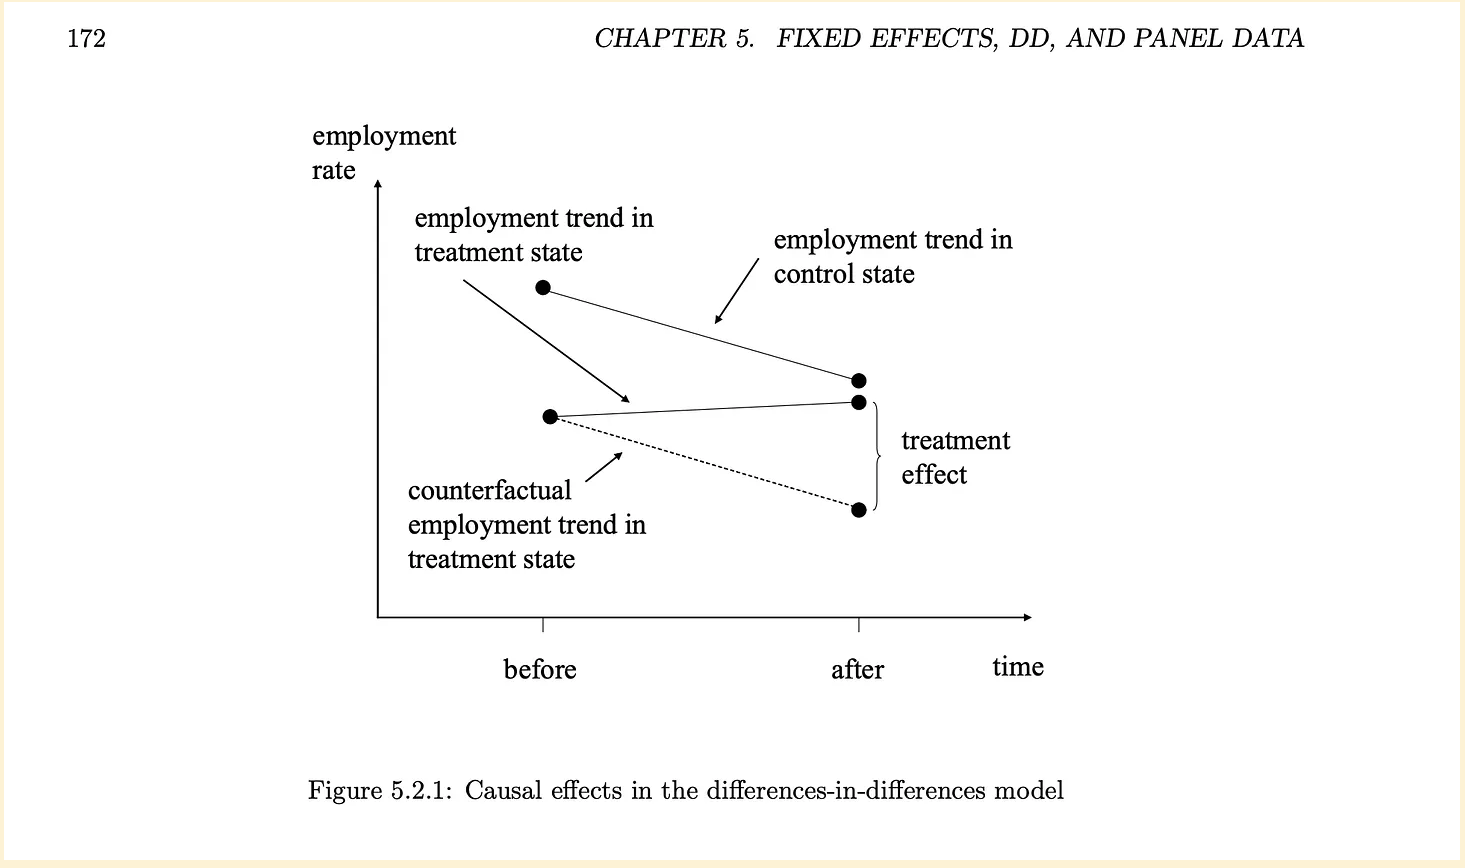 172
CHAPTER 5. FIXED EFFECTS, DD, AND PANEL DATA
employment
rate
employment trend in
treatment state
employment trend in
control state
treatment
effect
counterfactual
employment trend in
treatment state
before
after
time
Figure 5.2.1: Causal effects in the differences-in-differences model